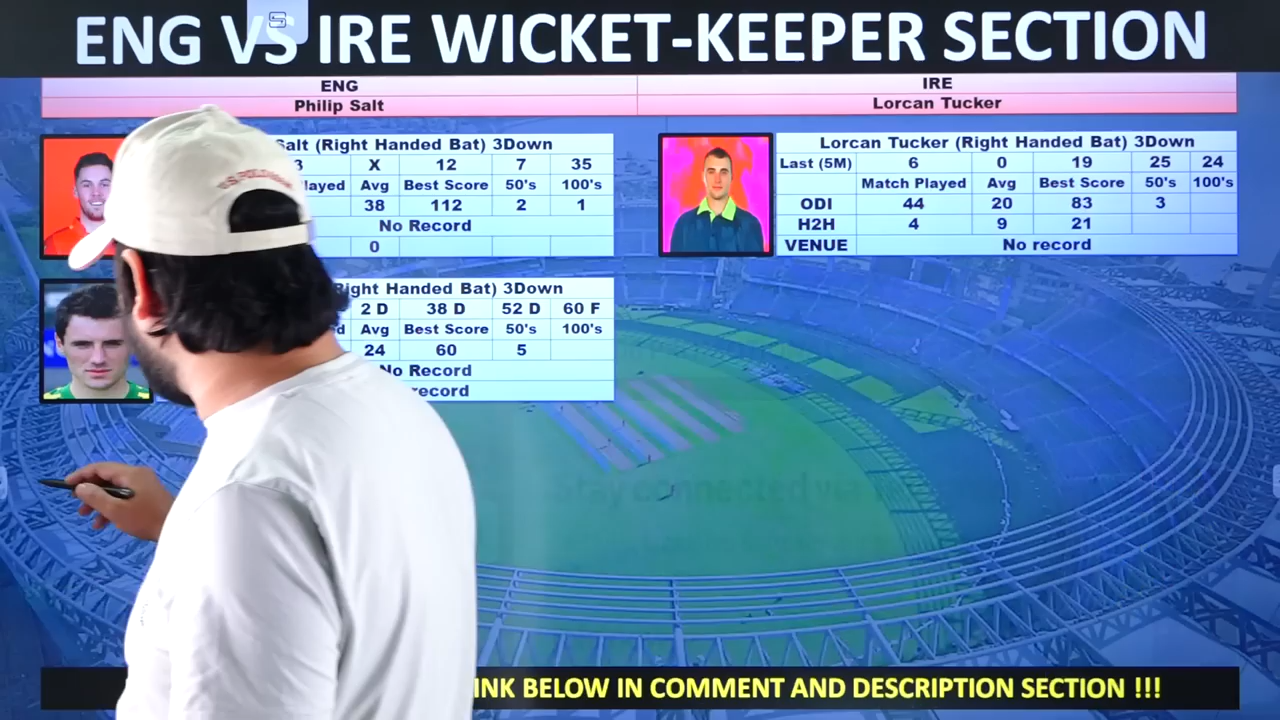 ENG VS IRE WICKET-KEEPER SECTION
ENG IRE
Philip Salt Lorcan Tucker
Salt (Right Handed Bat) 3Down
3 X 12 7 35
Avg Best Score 50's 100's
38 112 2 1
No Record
0
Lorcan Tucker (Right Handed Bat) 3Down
Last (5M) 6 0 19 25 24
Match Played Avg Best Score 50's 100's
ODI 44 20 83 3
H2H 4 9 21
VENUE No record
Right Handed Bat) 3Down
2 D 38 D 52 D 60 F
Avg Best Score 50's 100's
24 60 5
No Record
record
BELOW IN COMMENT AND DESCRIPTION SECTION !!!